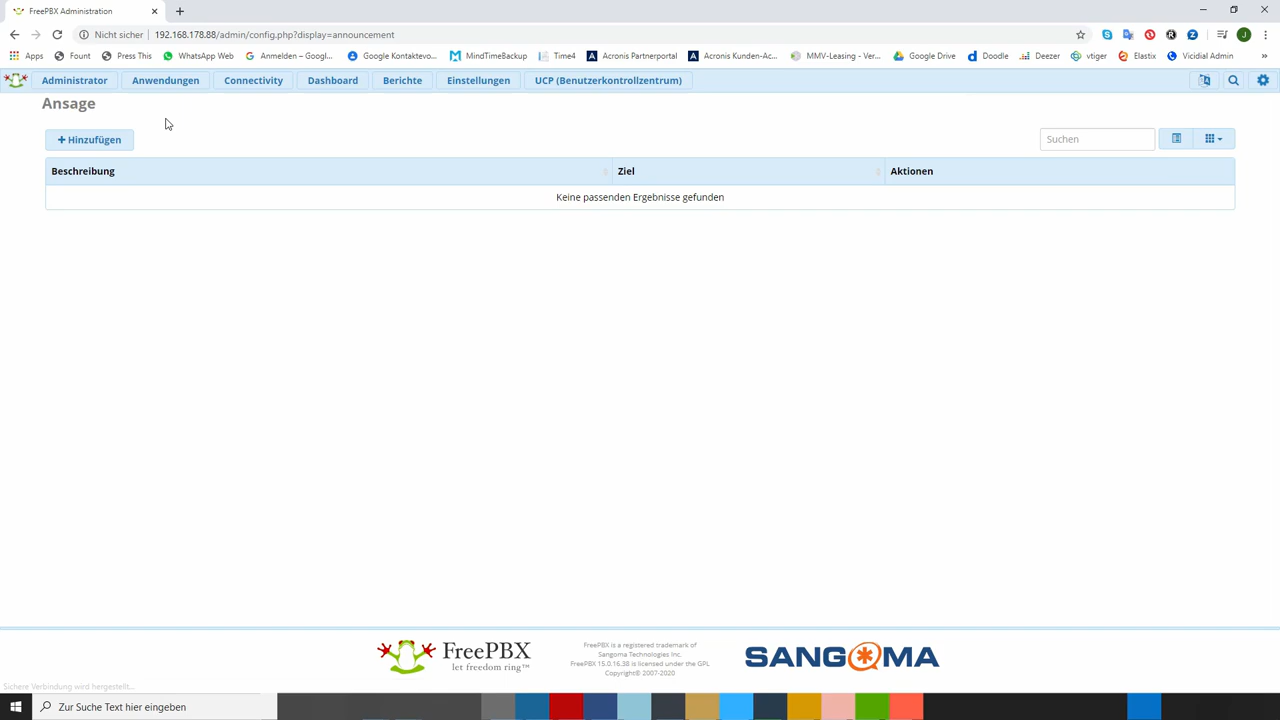 FreePBX Administration
Nicht sicher
192.168.178.88/admin/config.php?display=announcement
J
Apps
Fount
Press This
WhatsApp Web
Anmelden – Googl...
Google Kontaktevo...
MindTimeBackup
Time4
Acronis Partnerportal
Acronis Kunden-Ac...
MMV-Leasing - Ver...
Google Drive
Doodle
vtiger
Elastix
Deezer
Vicidial Admin
»
Administrator
Anwendungen
Connectivity
Dashboard
Berichte
Einstellungen
UCP (Benutzerkontrollzentrum)
Ansage
+ Hinzufügen
Suchen
Beschreibung
Ziel
Aktionen
Keine passenden Ergebnisse gefunden
FreePBX
let freedom ring™
FreePBX is a registered trademark of
Sangoma Technologies Inc.
FreePBX 15.0.16.38 is licensed under the GPL
Copyright© 2007-2020
SANGOMA
Sichere Verbindung wird hergestellt...
Zur Suche Text hier eingeben